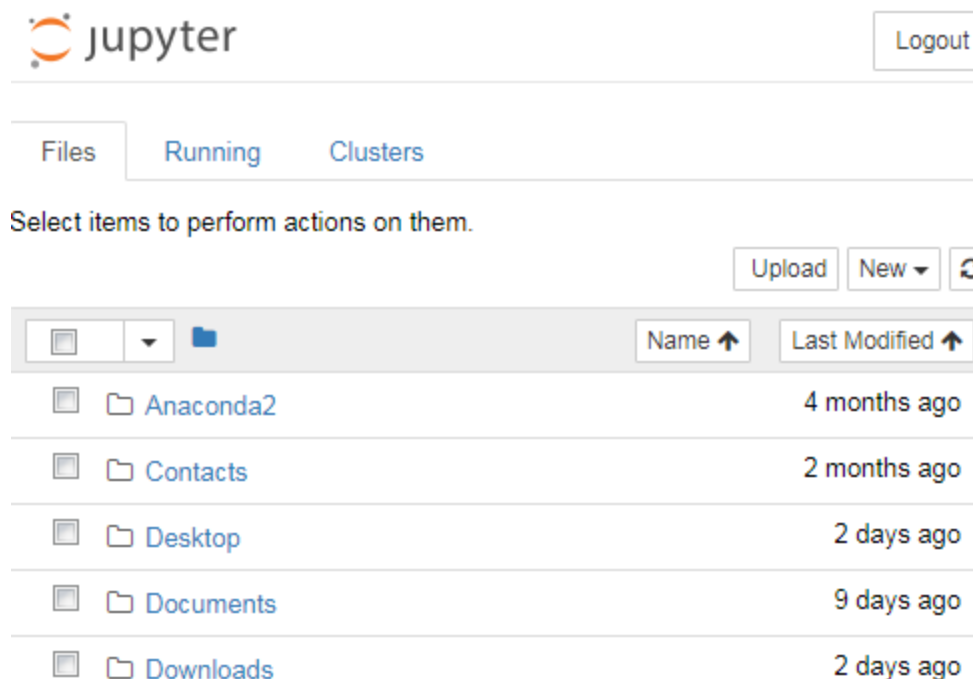 jupyter
Logout
Files Running Clusters
Select items to perform actions on them.
Upload New
Name Last Modified
Anaconda2 4 months ago
Contacts 2 months ago
Desktop 2 days ago
Documents 9 days ago
Downloads 2 days ago